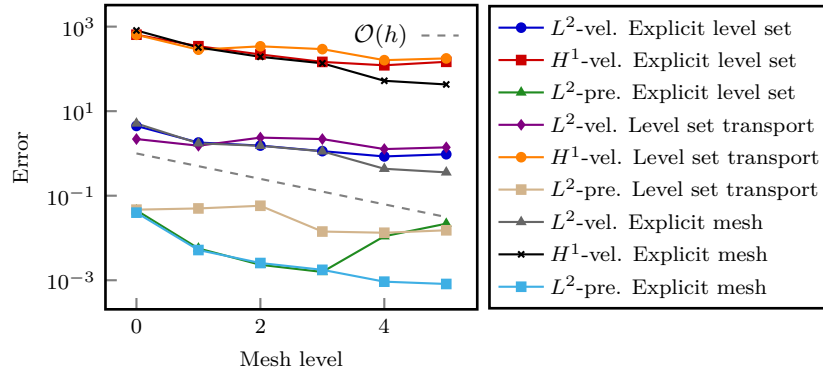 10^3
10^1
10^−1
10^−3
Error
0
2
4
Mesh level
O(h)
L^2-vel. Explicit level set
H^1-vel. Explicit level set
L^2-pre. Explicit level set
L^2-vel. Level set transport
H^1-vel. Level set transport
L^2-pre. Level set transport
L^2-vel. Explicit mesh
H^1-vel. Explicit mesh
L^2-pre. Explicit mesh